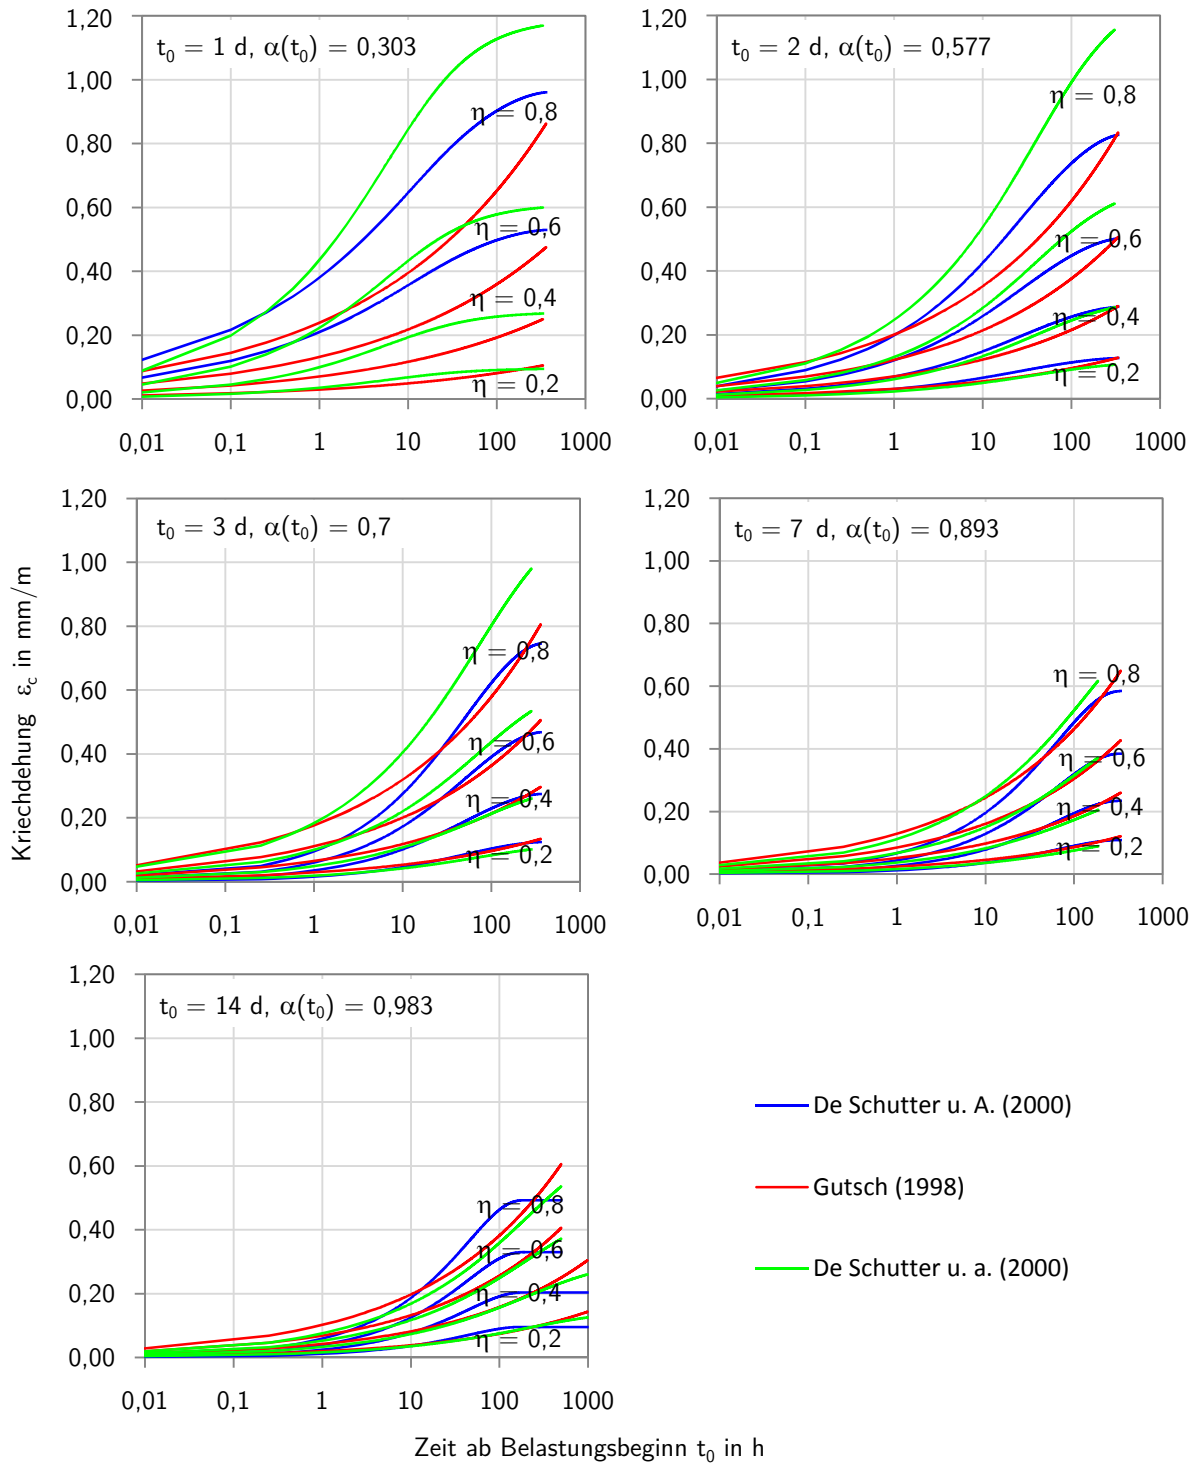 t₀ = 1 d, α(t₀) = 0,303
1,20
1,00
0,80
0,60
0,40
0,20
0,00
η = 0,8
η = 0,6
η = 0,4
η = 0,2
0,01 0,1 1 10 100 1000
t₀ = 2 d, α(t₀) = 0,577
1,20
1,00
0,80
0,60
0,40
0,20
0,00
η = 0,8
η = 0,6
η = 0,4
η = 0,2
0,01 0,1 1 10 100 1000
Kriechdehung ε_c in mm/m
t₀ = 3 d, α(t₀) = 0,7
1,20
1,00
0,80
0,60
0,40
0,20
0,00
η = 0,8
η = 0,6
η = 0,4
η = 0,2
0,01 0,1 1 10 100 1000
t₀ = 7 d, α(t₀) = 0,893
1,20
1,00
0,80
0,60
0,40
0,20
0,00
η = 0,8
η = 0,6
η = 0,4
η = 0,2
0,01 0,1 1 10 100 1000
t₀ = 14 d, α(t₀) = 0,983
1,20
1,00
0,80
0,60
0,40
0,20
0,00
η = 0,8
η = 0,6
η = 0,4
η = 0,2
0,01 0,1 1 10 100 1000
De Schutter u. A. (2000)
Gutsch (1998)
De Schutter u. a. (2000)
Zeit ab Belastungsbeginn t₀ in h